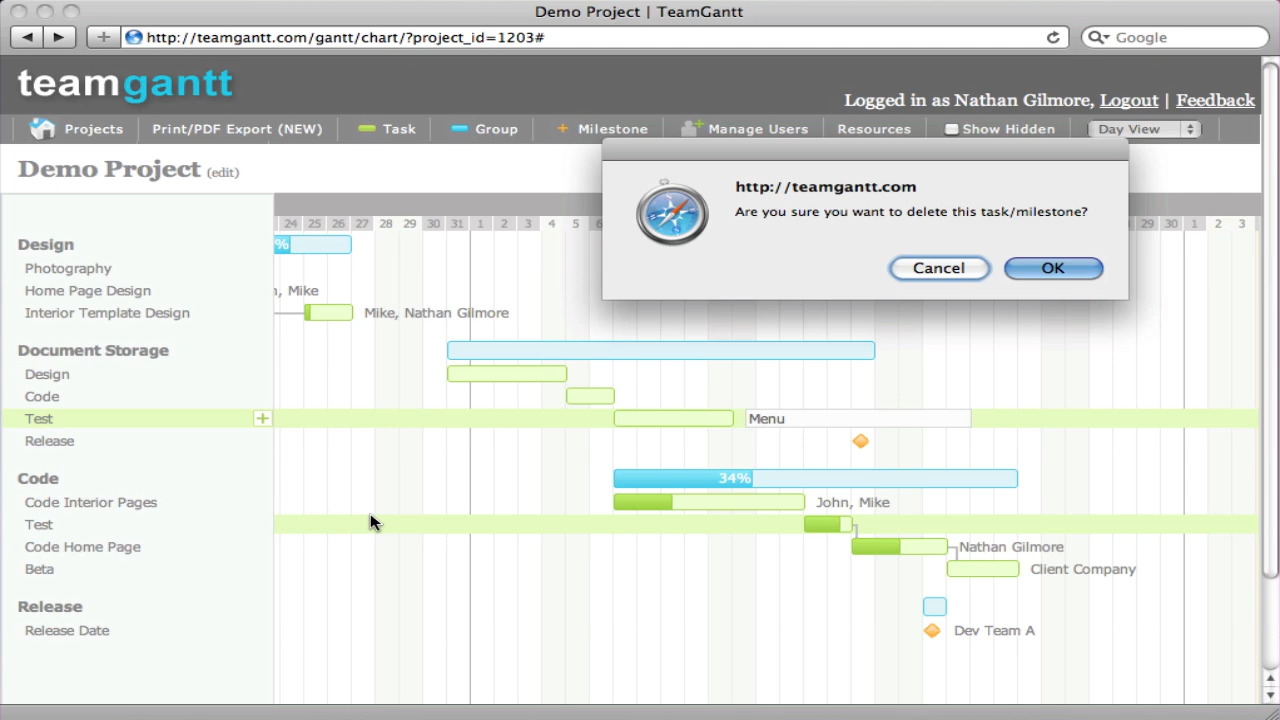 Demo Project | TeamGantt
http://teamgantt.com/gantt/chart/?project_id=1203#
Google
teamgantt
Logged in as Nathan Gilmore, Logout | Feedback
Projects Print/PDF Export (NEW) Task Group Milestone Manage Users Resources Show Hidden Day View
Demo Project (edit)
http://teamgantt.com
Are you sure you want to delete this task/milestone?
Cancel OK
24 25 26 27 28 29 30 31 1 2 3 4 5 29 30 1 2 3
Design %
Photography
Home Page Design , Mike
Interior Template Design Mike, Nathan Gilmore
Document Storage
Design
Code
Test + Menu
Release
Code 34%
Code Interior Pages John, Mike
Test
Code Home Page Nathan Gilmore
Beta Client Company
Release
Release Date Dev Team A